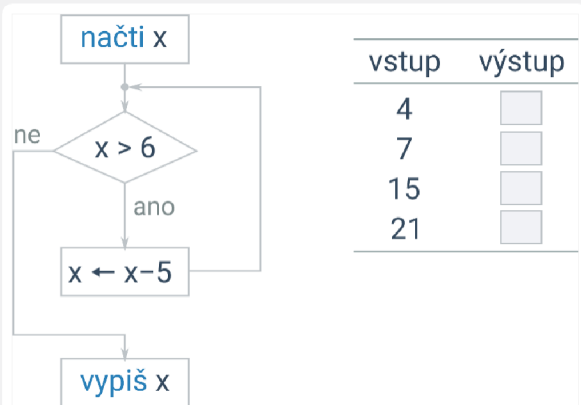 načti x
ne
x > 6
ano
x ← x−5
vypiš x
vstup výstup
4
7
15
21